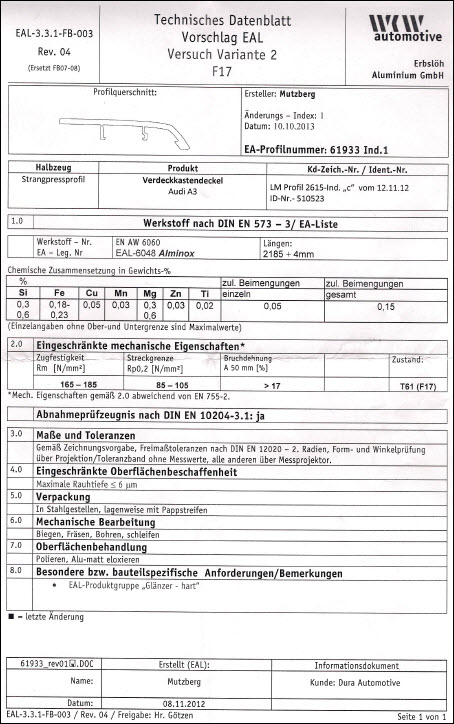 EAL-3.3.1-FB-003
Rev. 04
(Ersetzt FB07-08)
Technisches Datenblatt
Vorschlag EAL
Versuch Variante 2
F17
WKW
automotive
Erbslöh
Aluminium GmbH
Profilquerschnitt:
Ersteller: Mutzberg
Änderungs - Index: 1
Datum: 10.10.2013
EA-Profilnummer: 61933 Ind.1
Halbzeug Produkt Kd-Zeich.-Nr. / Ident.-Nr.
Strangpressprofil
Verdeckkastendeckel
Audi A3
LM Profil 2615-Ind. „c“ vom 12.11.12
ID-Nr.- 510523
1.0 Werkstoff nach DIN EN 573 - 3/ EA-Liste
Werkstoff - Nr. EN AW 6060 Längen:
EA - Leg. Nr EAL-6048 Alminox 2185 + 4mm
Chemische Zusammensetzung in Gewichts-%
% zul. Beimengungen zul. Beimengungen
Si Fe Cu Mn Mg Zn Ti einzeln gesamt
0,3 0,18- 0,05 0,03 0,3 0,03 0,02 0,05 0,15
0,6 0,23 0,6
(Einzelangaben ohne Ober-und Untergrenze sind Maximalwerte)
2.0 Eingeschränkte mechanische Eigenschaften*
Zugfestigkeit Streckgrenze Bruchdehnung Zustand:
Rm [N/mm²] Rp0,2 [N/mm²] A 50 mm [%]
165 – 185 85 – 105 > 17 T61 (F17)
*Mech. Eigenschaften gemäß 2.0 abweichend von EN 755-2.
Abnahmeprüfzeugnis nach DIN EN 10204-3.1: ja
3.0 Maße und Toleranzen
Gemäß Zeichnungsvorgabe, Freimaßtoleranzen nach DIN EN 12020 – 2. Radien, Form- und Winkelprüfung
über Projektion/Toleranzband ohne Messwerte, alle anderen über Messprojektor.
4.0 Eingeschränkte Oberflächenbeschaffenheit
Maximale Rauhtiefe ≤ 6 µm
5.0 Verpackung
In Stahlgestellen, lagenweise mit Pappstreifen
6.0 Mechanische Bearbeitung
Biegen, Fräsen, Bohren, schleifen
7.0 Oberflächenbehandlung
Polieren, Alu-matt eloxieren
8.0 Besondere bzw. bauteilspezifische Anforderungen/Bemerkungen
• EAL-Produktgruppe „Glänzer - hart“
■ = letzte Änderung
61933_rev01.DOC Erstellt (EAL): Informationsdokument
Name: Mutzberg Kunde: Dura Automotive
Datum: 08.11.2012
EAL-3.3.1-FB-003 / Rev. 04 / Freigabe: Hr. Götzen Seite 1 von 1